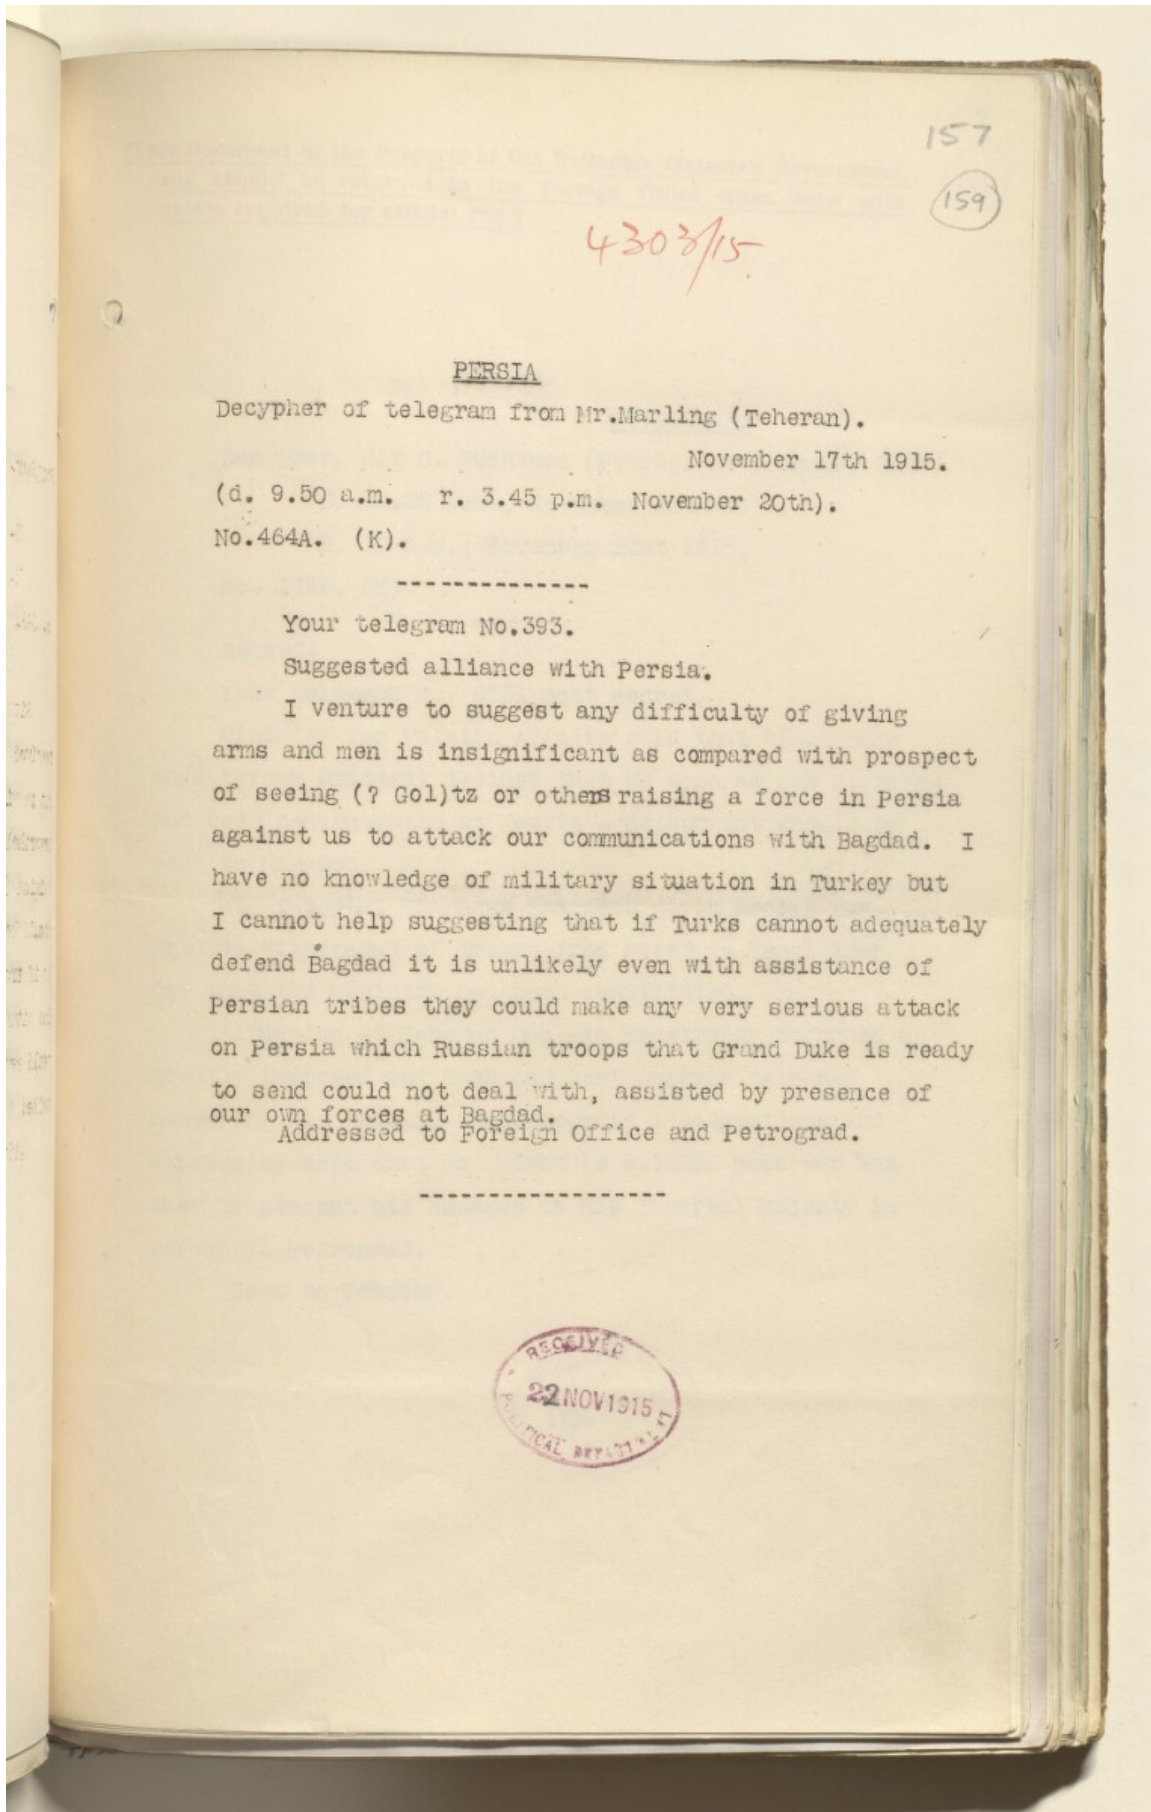 157
159
4303/15
PERSIA
Decypher of telegram from Mr.Marling (Teheran).
November 17th 1915.
(d. 9.50 a.m. r. 3.45 p.m. November 20th).
No.464A. (K).
--------------
Your telegram No.393.
Suggested alliance with Persia.
I venture to suggest any difficulty of giving
arms and men is insignificant as compared with prospect
of seeing (? Gol)tz or others raising a force in Persia
against us to attack our communications with Bagdad. I
have no knowledge of military situation in Turkey but
I cannot help suggesting that if Turks cannot adequately
defend Bagdad it is unlikely even with assistance of
Persian tribes they could make any very serious attack
on Persia which Russian troops that Grand Duke is ready
to send could not deal with, assisted by presence of
our own forces at Bagdad.
Addressed to Foreign Office and Petrograd.
------------------
RECEIVED
22 NOV 1915
POLITICAL DEPARTMENT